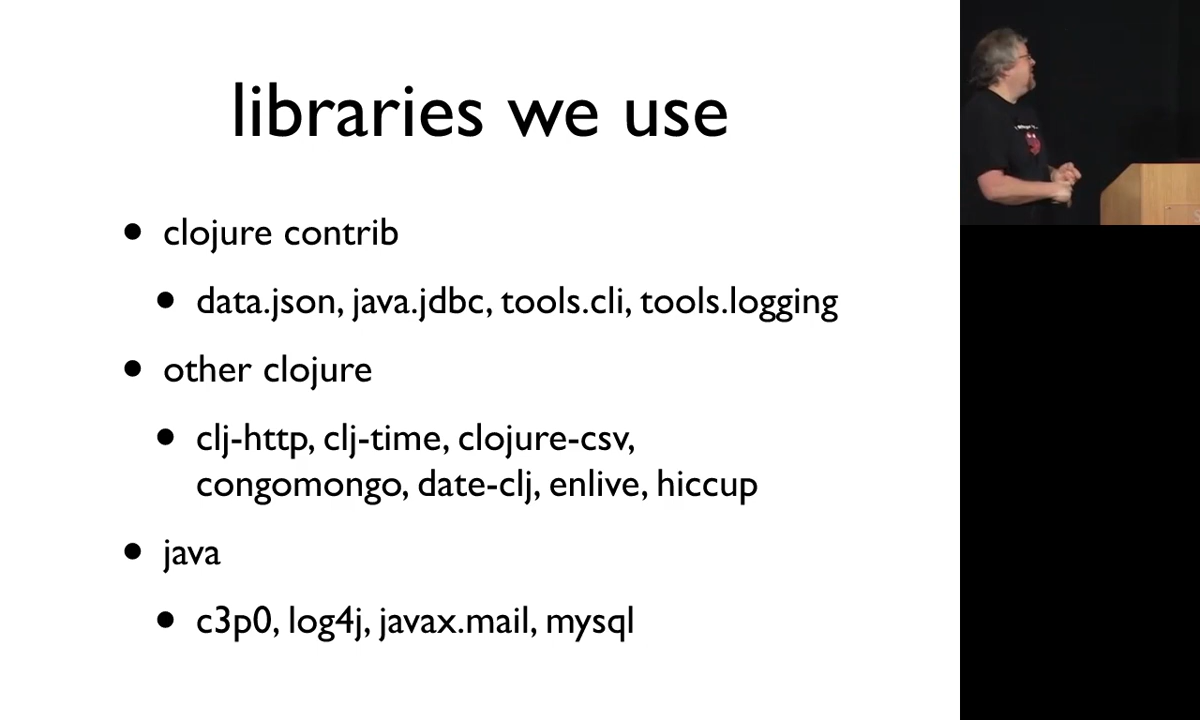 libraries we use
• clojure contrib
• data.json, java.jdbc, tools.cli, tools.logging
• other clojure
• clj-http, clj-time, clojure-csv,
congomongo, date-clj, enlive, hiccup
• java
• c3p0, log4j, javax.mail, mysql